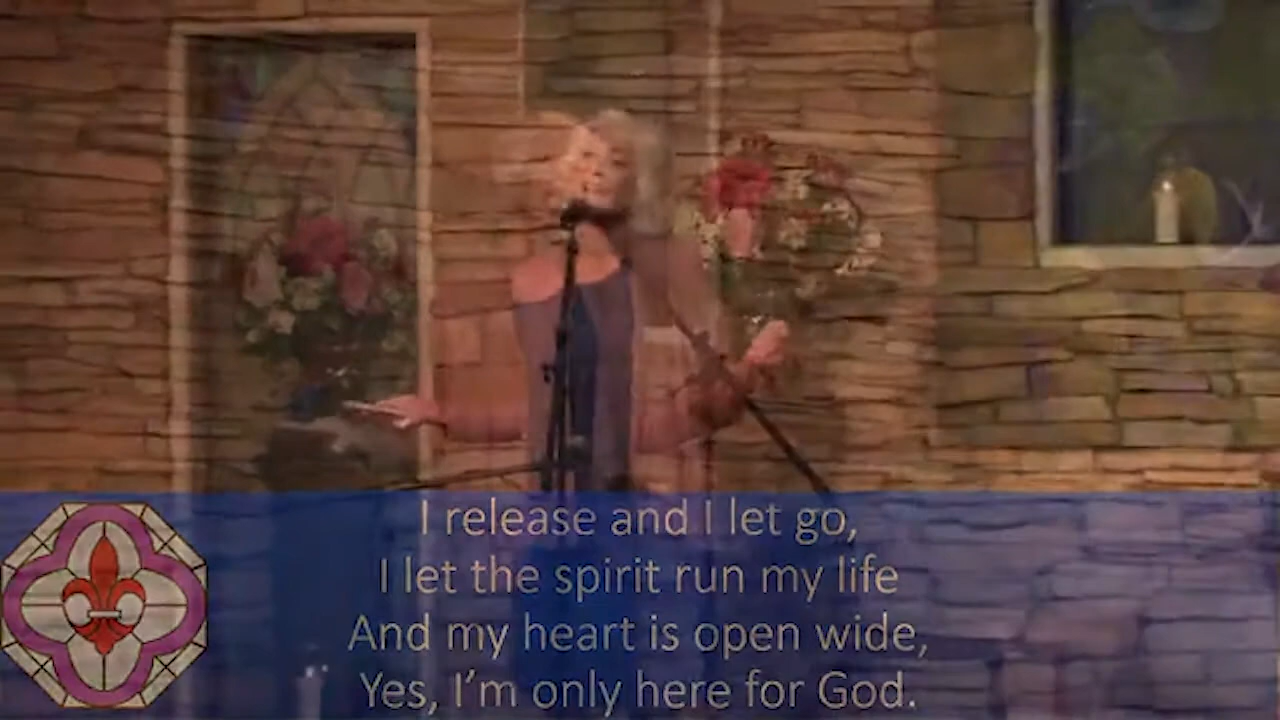 I release and I let go,
I let the spirit run my life
And my heart is open wide,
Yes, I'm only here for God.